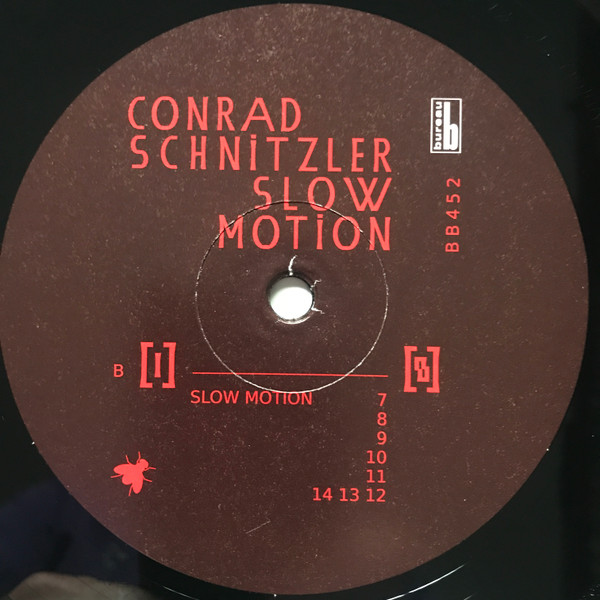 CONRAD
SCHNiTZLER
SLOW
MOTiON
bureau b
BB452
B [I] [B]
SLOW MOTION 7
8
9
10
11
14 13 12